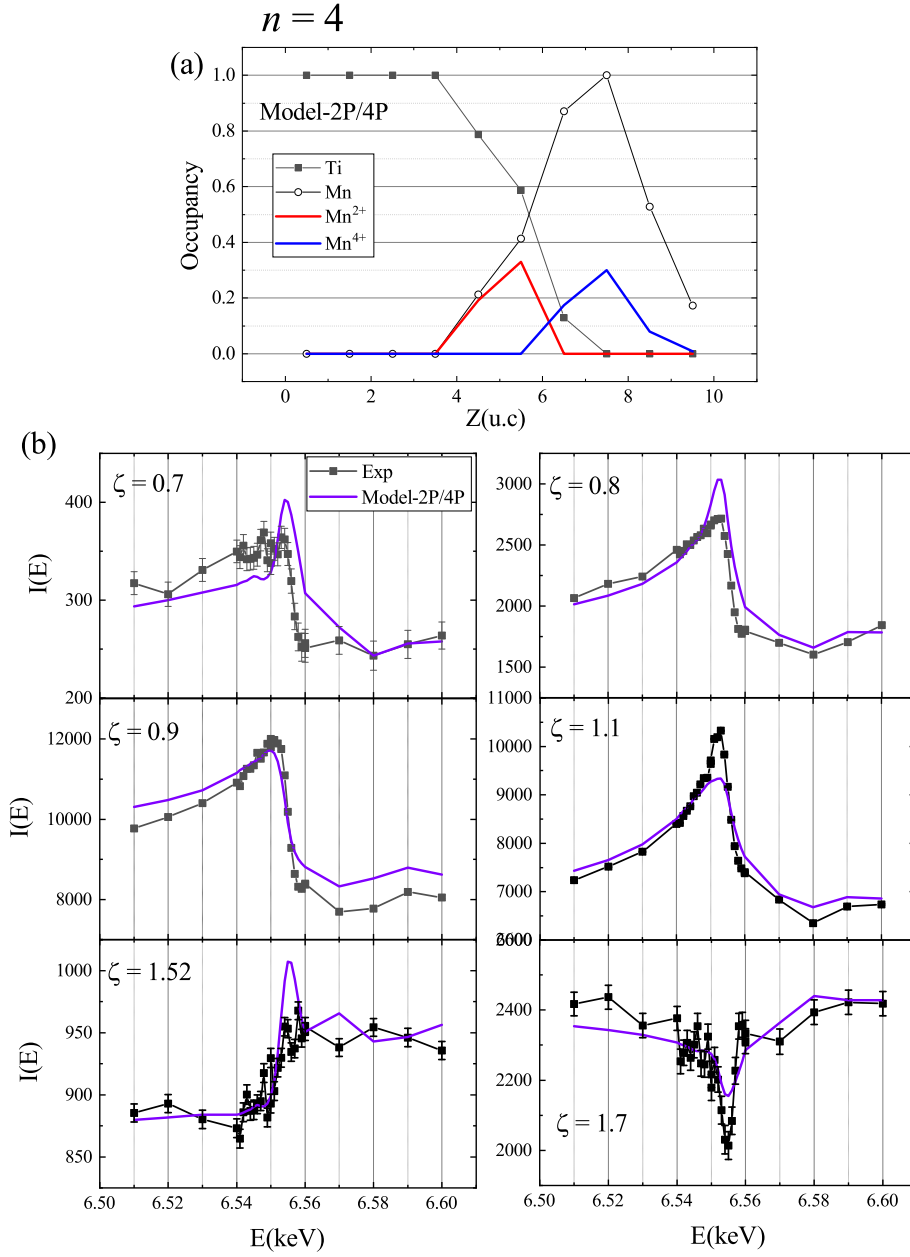 n = 4
(a)
Model-2P/4P
Ti
Mn
Mn2+
Mn4+
Occupancy
1.0
0.8
0.6
0.4
0.2
0.0
0 2 4 6 8 10
Z(u.c)
(b)
ζ = 0.7
Exp
Model-2P/4P
I(E)
400
300
200
ζ = 0.8
I(E)
3000
2500
2000
1500
11000
ζ = 0.9
I(E)
12000
10000
8000
ζ = 1.1
10000
9000
8000
7000
6000
2600
ζ = 1.52
I(E)
1000
950
900
850
6.50 6.52 6.54 6.56 6.58 6.60
E(keV)
ζ = 1.7
2400
2200
2000
6.50 6.52 6.54 6.56 6.58 6.60
E(keV)